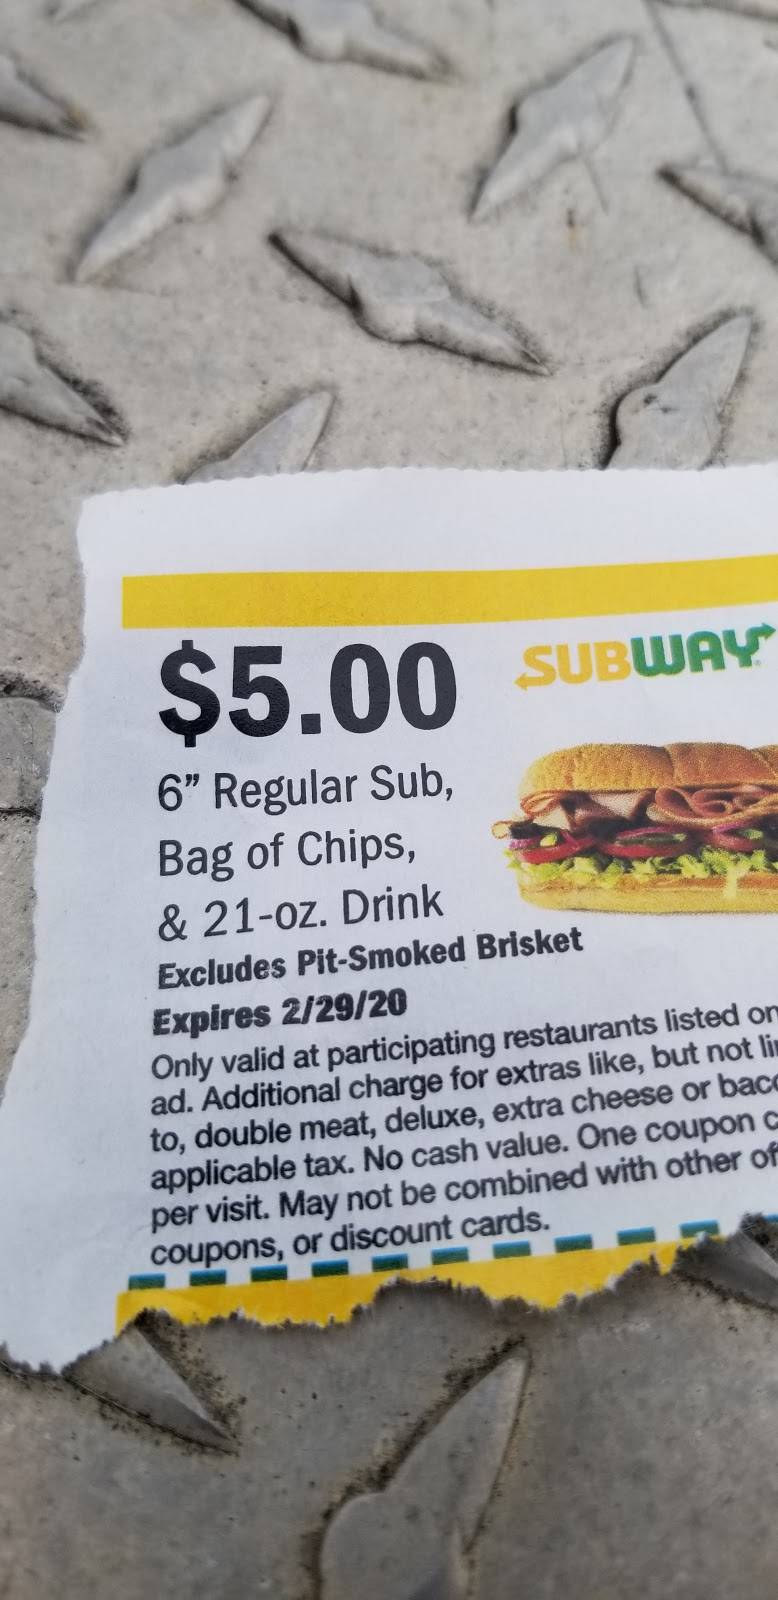 $5.00
SUBWAY
6” Regular Sub,
Bag of Chips,
& 21-oz. Drink
Excludes Pit-Smoked Brisket
Expires 2/29/20
Only valid at participating restaurants listed on
ad. Additional charge for extras like, but not
to, double meat, deluxe, extra cheese or
applicable tax. No cash value. One coupon
per visit. May not be combined with other
coupons, or discount cards.